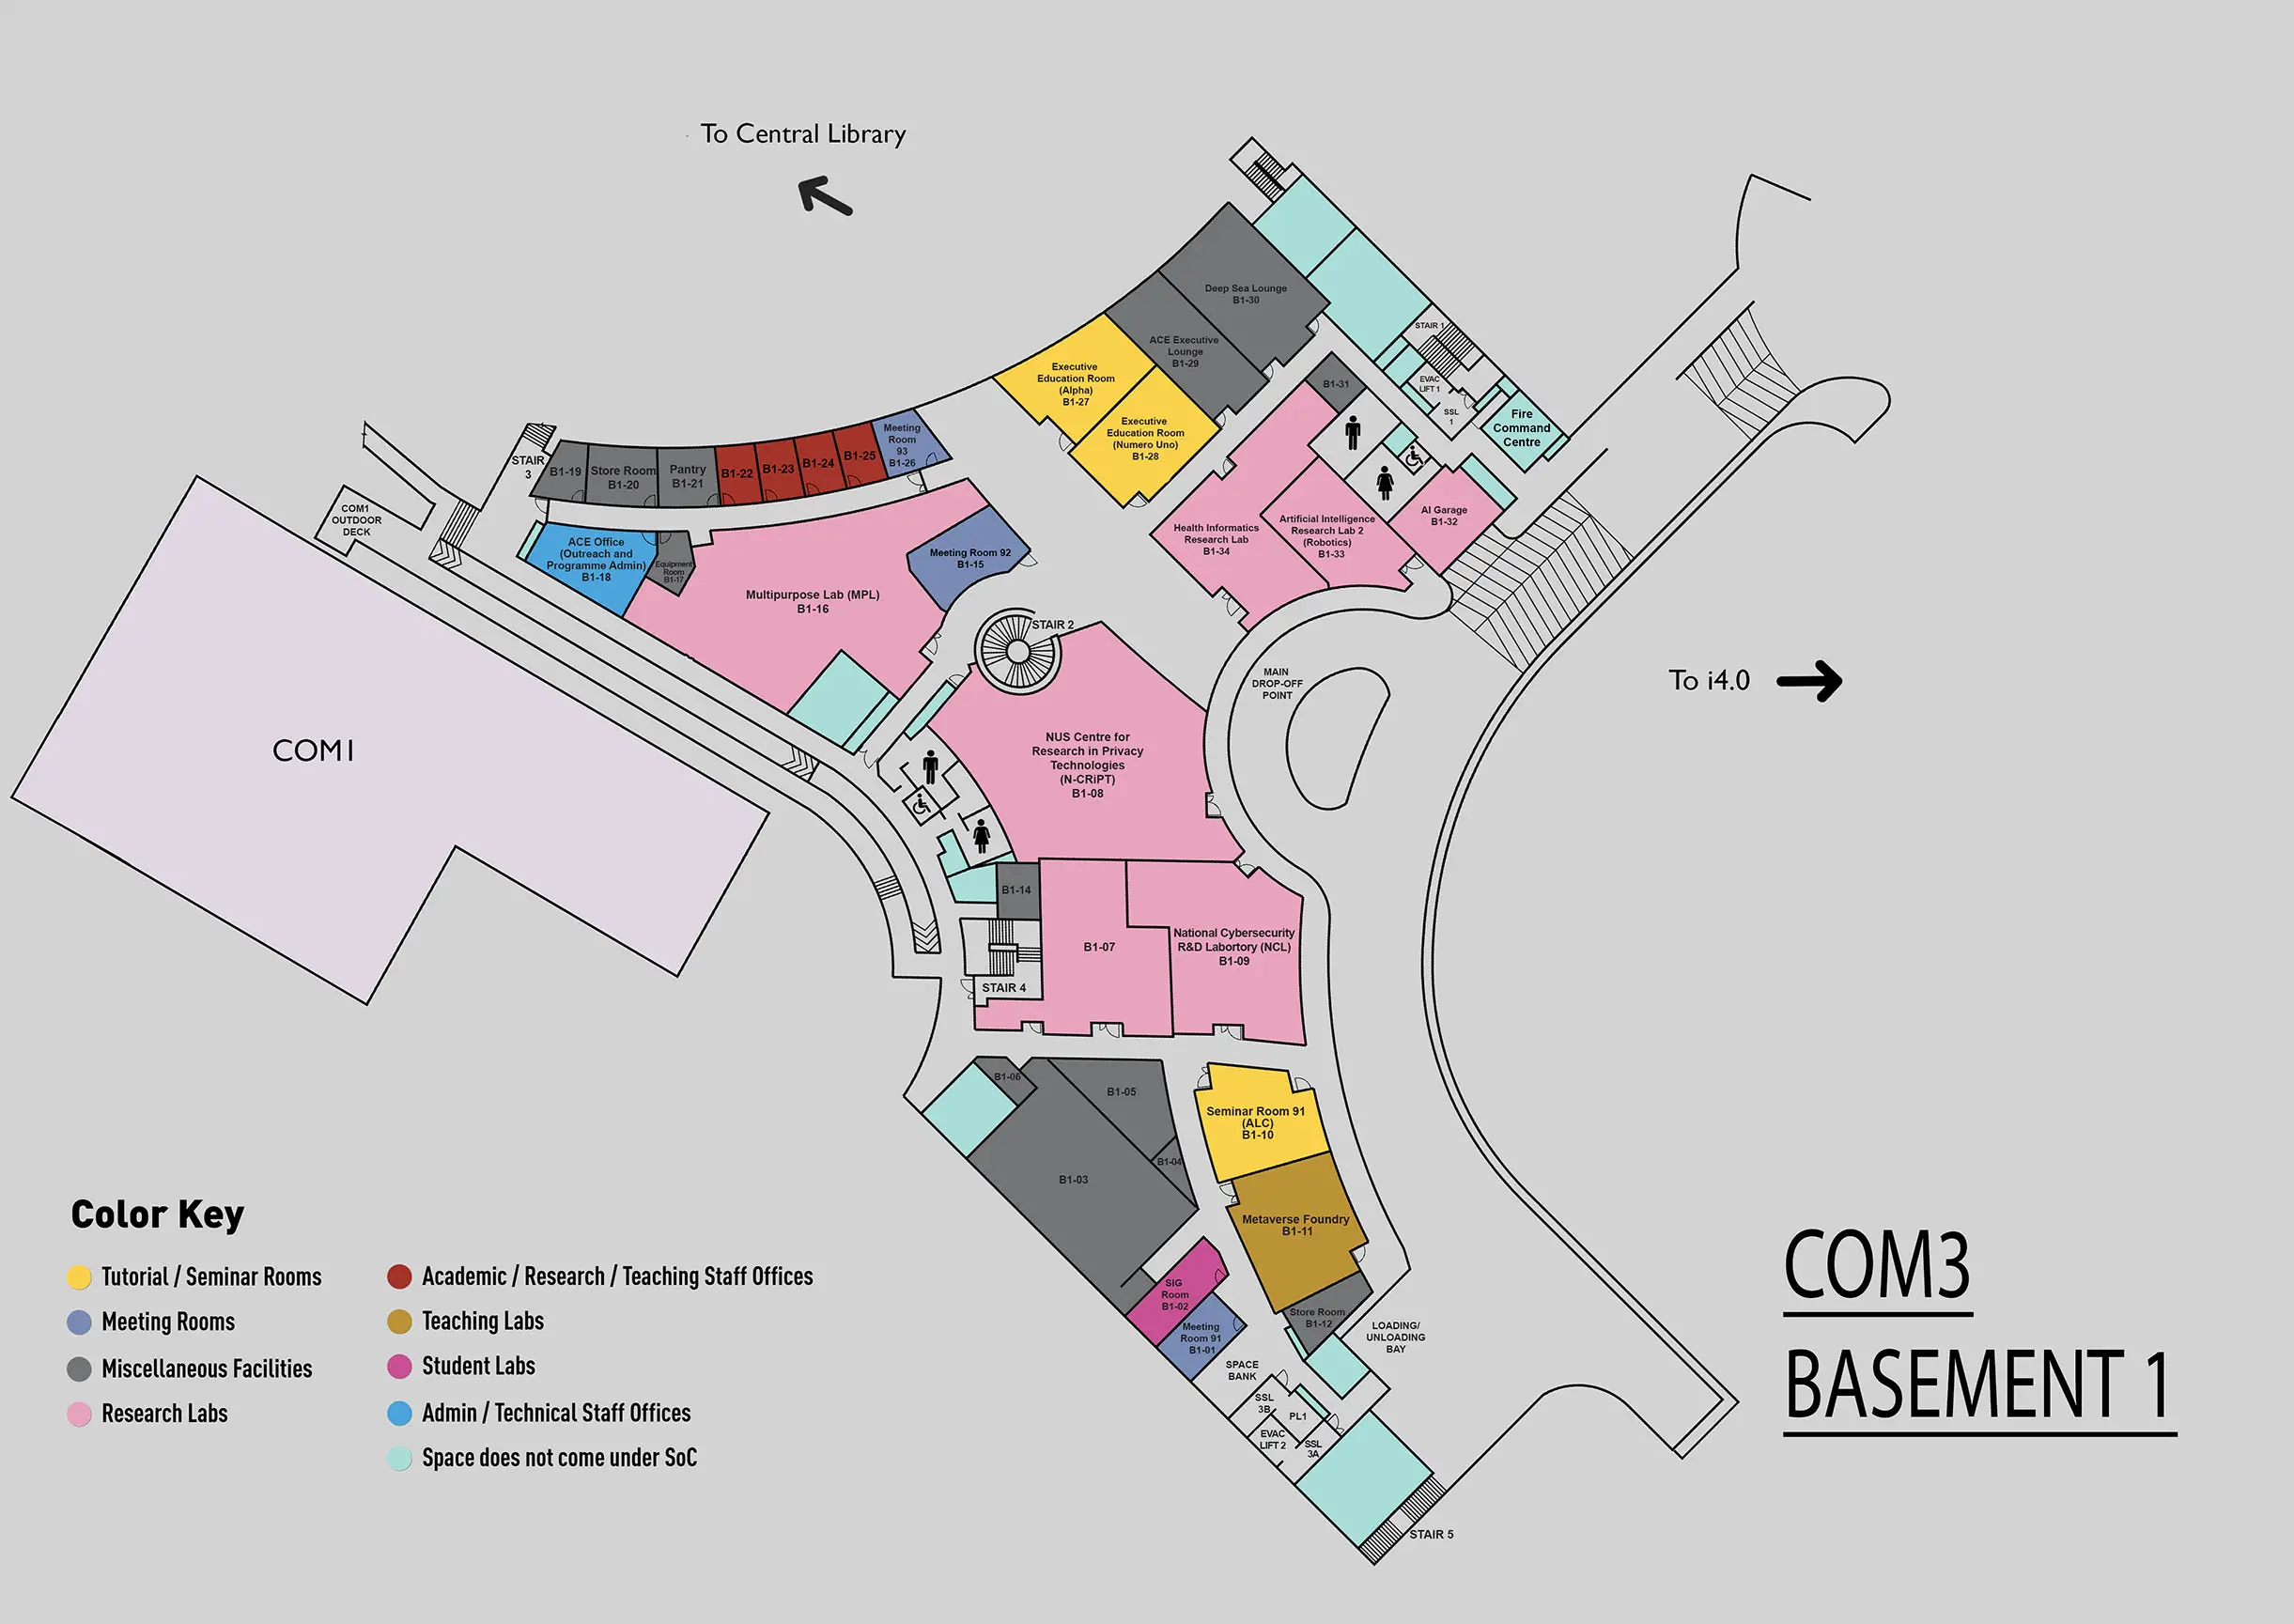 To Central Library
Deep Sea Lounge
B1-30
ACE Executive
Lounge
B1-29
Executive
Education Room
(Alpha)
B1-27
Executive
Education Room
(Numero Uno)
B1-28
STAIR 1
EVAC
LIFT 1
SSL
1
Fire
Command
Centre
B1-31
AI Garage
B1-32
Artificial Intelligence
Research Lab 2
(Robotics)
B1-33
Health Informatics
Research Lab
B1-34
STAIR
3
B1-19
Store Room
B1-20
Pantry
B1-21
B1-22
B1-23
B1-24
B1-25
Meeting
Room
93
B1-26
COM1
OUTDOOR
DECK
ACE Office
(Outreach and
Programme Admin)
B1-18
Equipment
Room
B1-17
Multipurpose Lab (MPL)
B1-16
Meeting Room 92
B1-15
STAIR 2
MAIN
DROP-OFF
POINT
To i4.0
COM1
NUS Centre for
Research in Privacy
Technologies
(N-CRiPT)
B1-08
B1-14
B1-07
National Cybersecurity
R&D Labortory (NCL)
B1-09
STAIR 4
B1-06
B1-05
B1-04
B1-03
Seminar Room 91
(ALC)
B1-10
Metaverse Foundry
B1-11
Store Room
B1-12
SIG
Room
B1-02
Meeting
Room 91
B1-01
LOADING/
UNLOADING
BAY
SPACE
BANK
SSL
3B
PL1
EVAC
LIFT 2
SSL
3A
STAIR 5
Color Key
Tutorial / Seminar Rooms
Meeting Rooms
Miscellaneous Facilities
Research Labs
Academic / Research / Teaching Staff Offices
Teaching Labs
Student Labs
Admin / Technical Staff Offices
Space does not come under SoC
COM3
BASEMENT 1